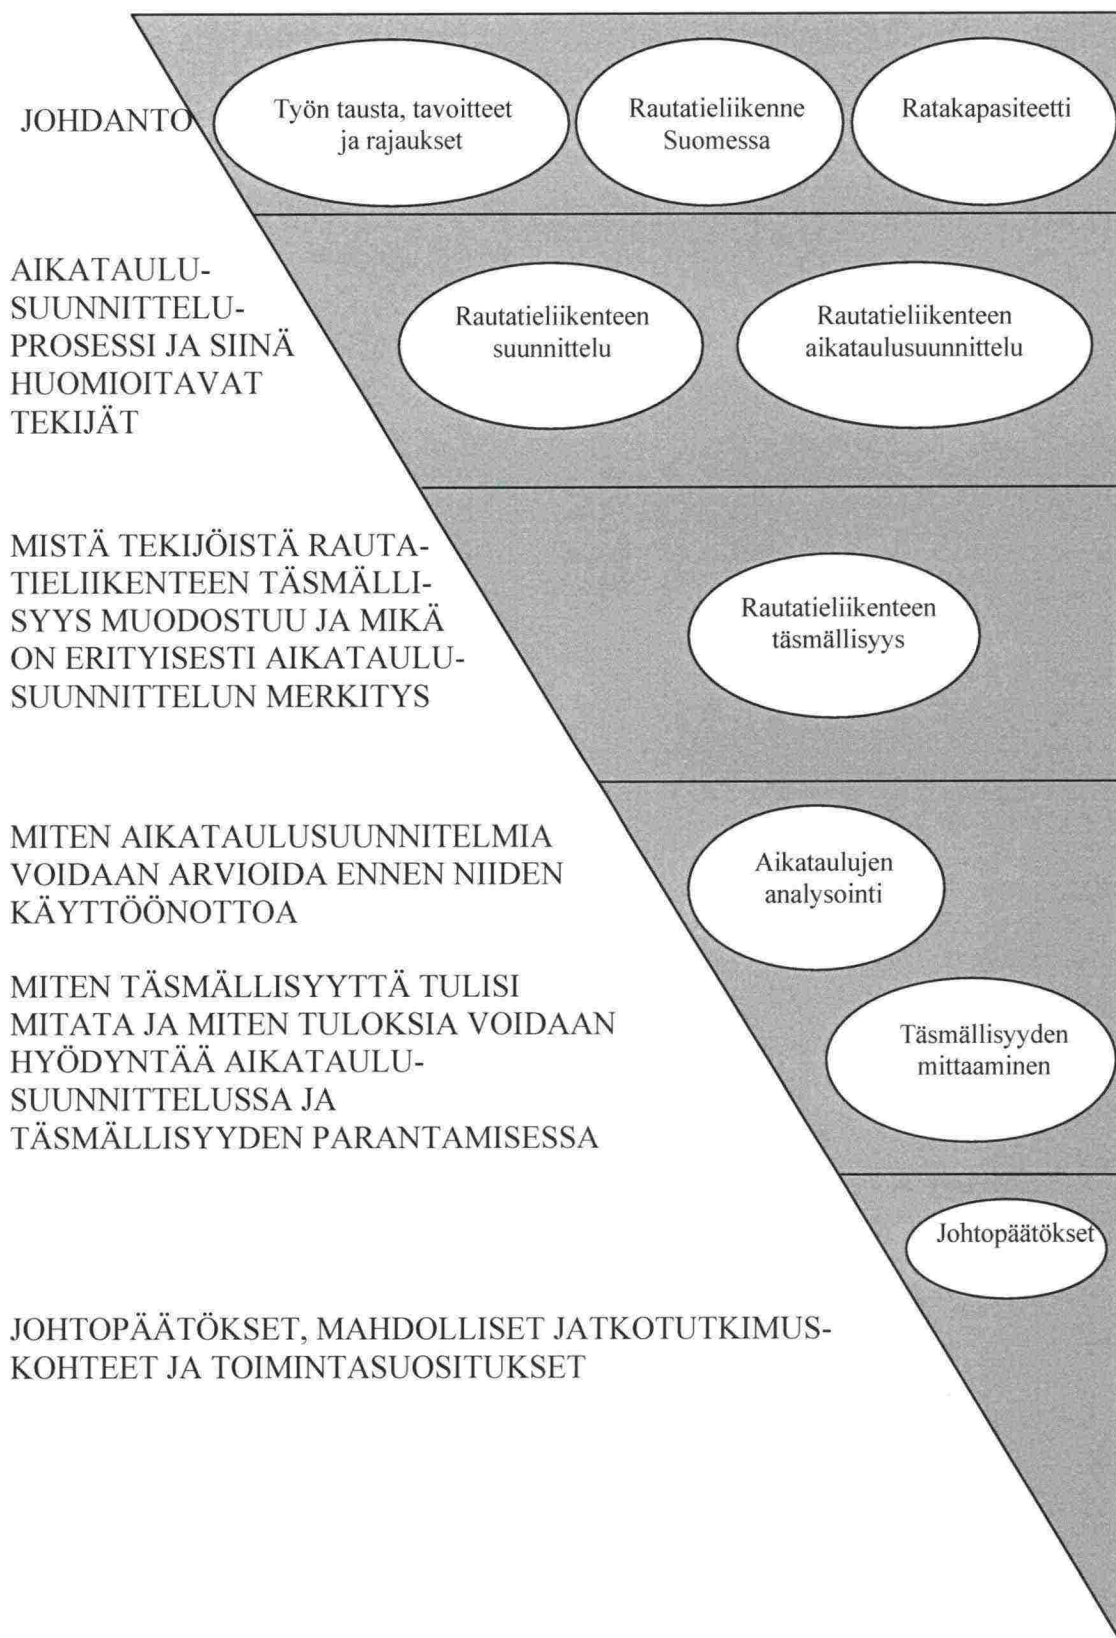 JOHDANTO
Työn tausta, tavoitteet
ja rajaukset
Rautatieliikenne
Suomessa
Ratakapasiteetti
AIKATAULU-
SUUNNITTELU-
PROSESSI JA SIINÄ
HUOMIOITAVAT
TEKIJÄT
Rautatieliikenteen
suunnittelu
Rautatieliikenteen
aikataulusuunnittelu
MISTÄ TEKIJÖISTÄ RAUTA-
TIELIIKENTEEN TÄSMÄLLI-
SYYS MUODOSTUU JA MIKÄ
ON ERITYISESTI AIKATAULU-
SUUNNITTELUN MERKITYS
Rautatieliikenteen
täsmällisyys
MITEN AIKATAULUSUUNNITELMIA
VOIDAAN ARVIOIDA ENNEN NIIDEN
KÄYTTÖÖNOTTOA
Aikataulujen
analysointi
MITEN TÄSMÄLLISYYTTÄ TULISI
MITATA JA MITEN TULOKSIA VOIDAAN
HYÖDYNTÄÄ AIKATAULU-
SUUNNITTELUSSA JA
TÄSMÄLLISYYDEN PARANTAMISESSA
Täsmällisyyden
mittaaminen
Johtopäätökset
JOHTOPÄÄTÖKSET, MAHDOLLISET JATKOTUTKIMUS-
KOHTEET JA TOIMINTASUOSITUKSET